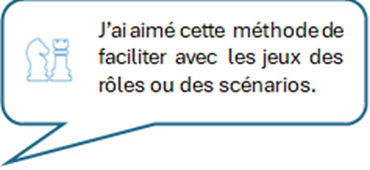 J'ai aimé cette méthode de
faciliter avec les jeux des
rôles ou des scénarios.